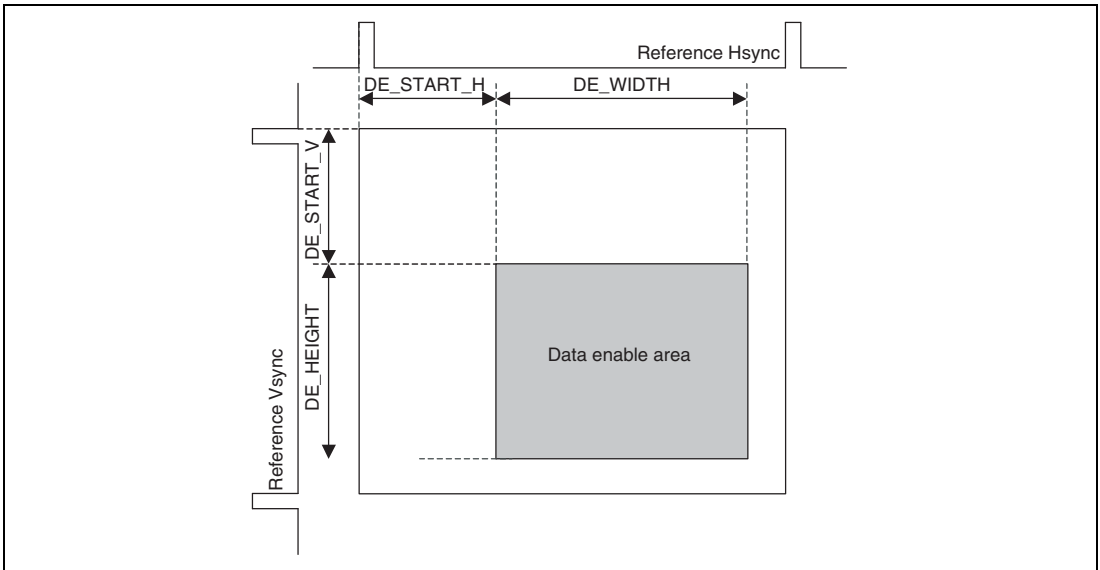 Reference Hsync
DE_START_H
DE_WIDTH
DE_START_V
DE_HEIGHT
Reference Vsync
Data enable area